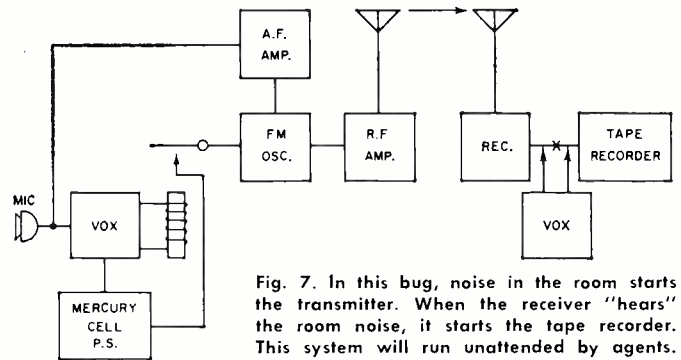 A.F.
AMP.
FM
OSC.
R.F
AMP.
REC.
TAPE
RECORDER
MIC
VOX
VOX
MERCURY
CELL
P.S.
Fig. 7. In this bug, noise in the room starts
the transmitter. When the receiver "hears"
the room noise, it starts the tape recorder.
This system will run unattended by agents.